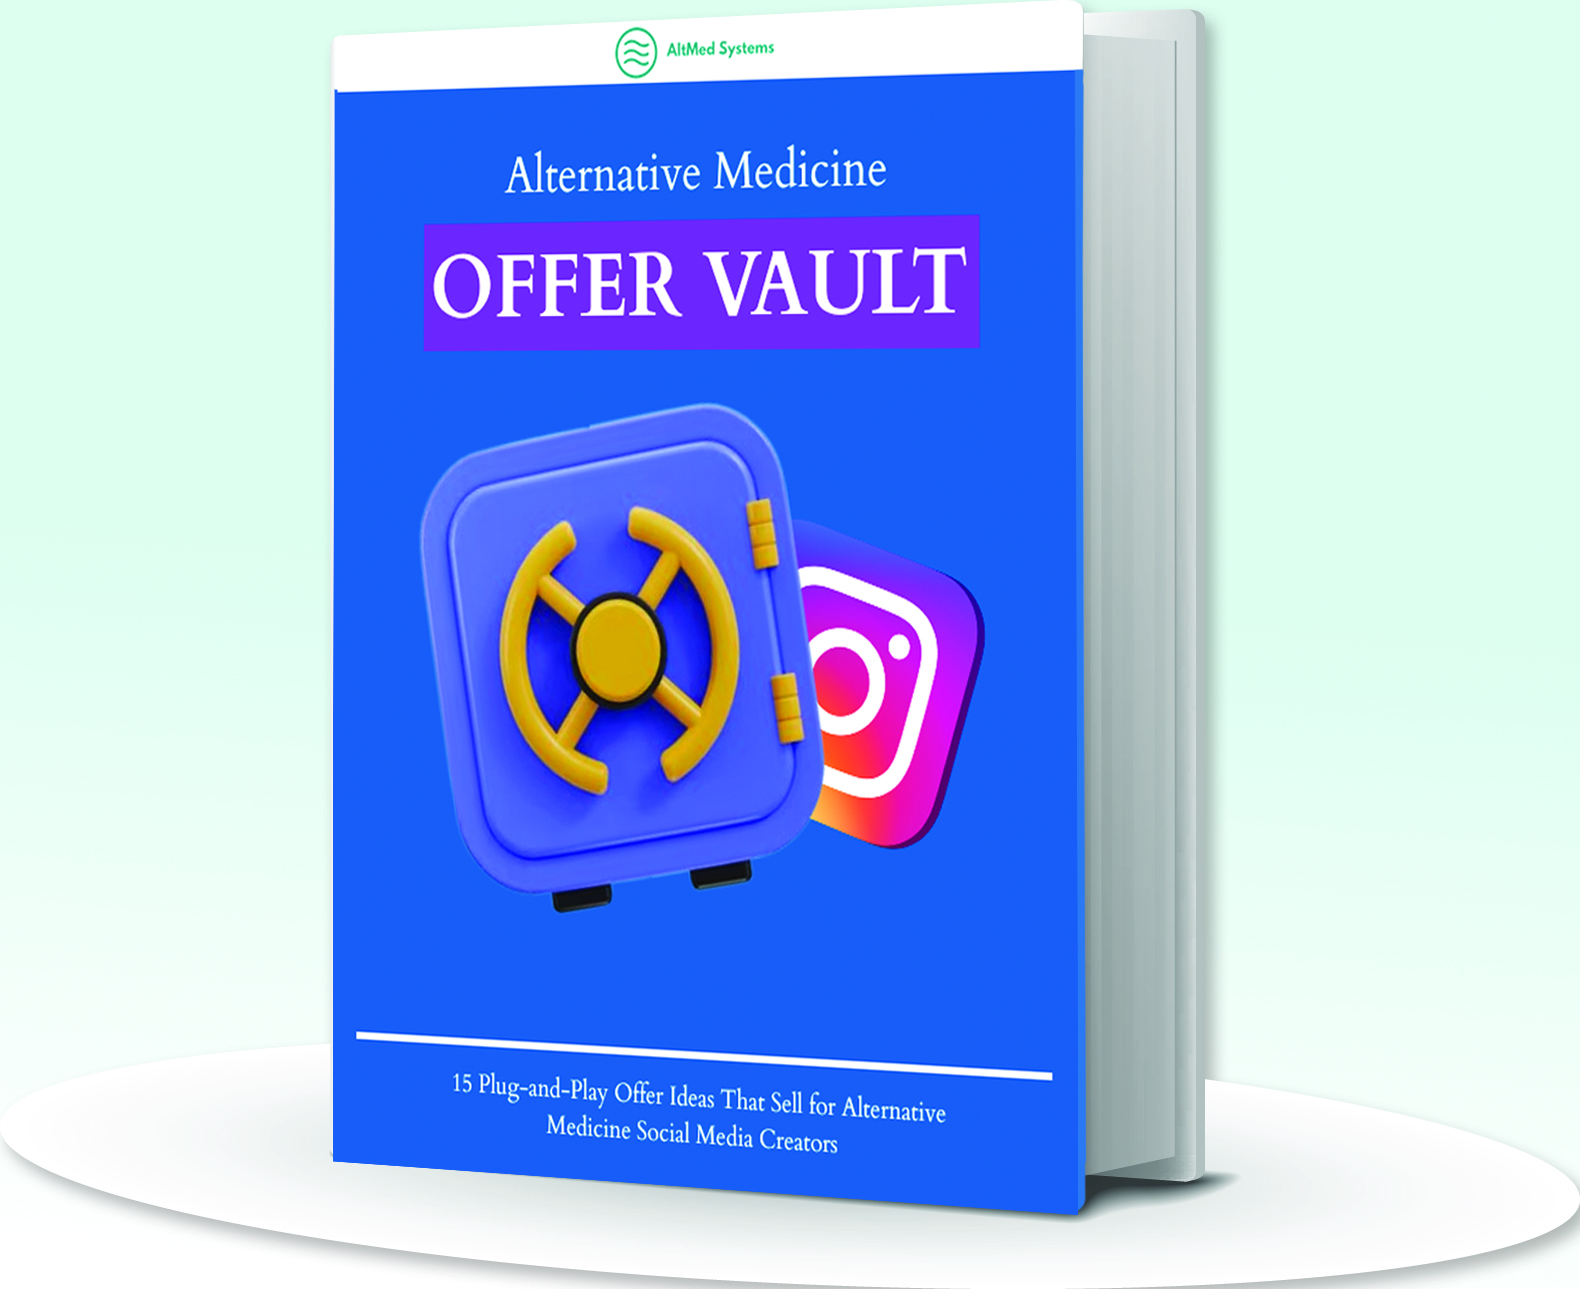 AltMed Systems
Alternative Medicine
OFFER VAULT
15 Plug-and-Play Offer Ideas That Sell for Alternative
Medicine Social Media Creators